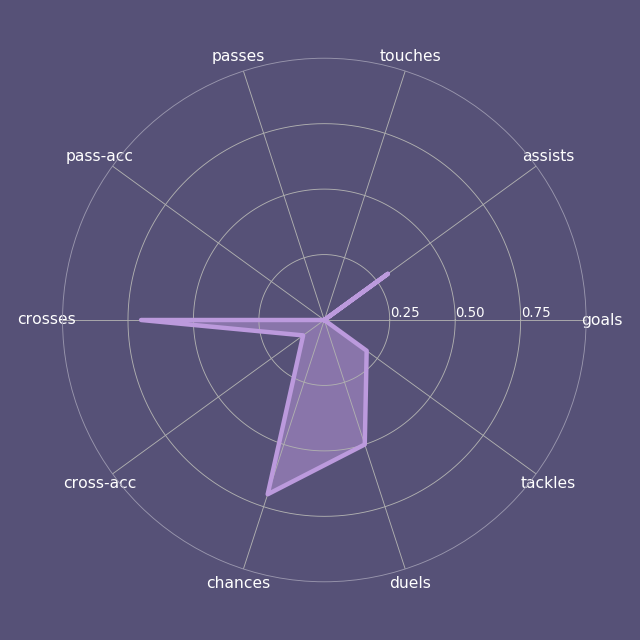 passes
touches
pass-acc
assists
crosses
0.25
0.50
0.75
goals
cross-acc
tackles
chances
duels